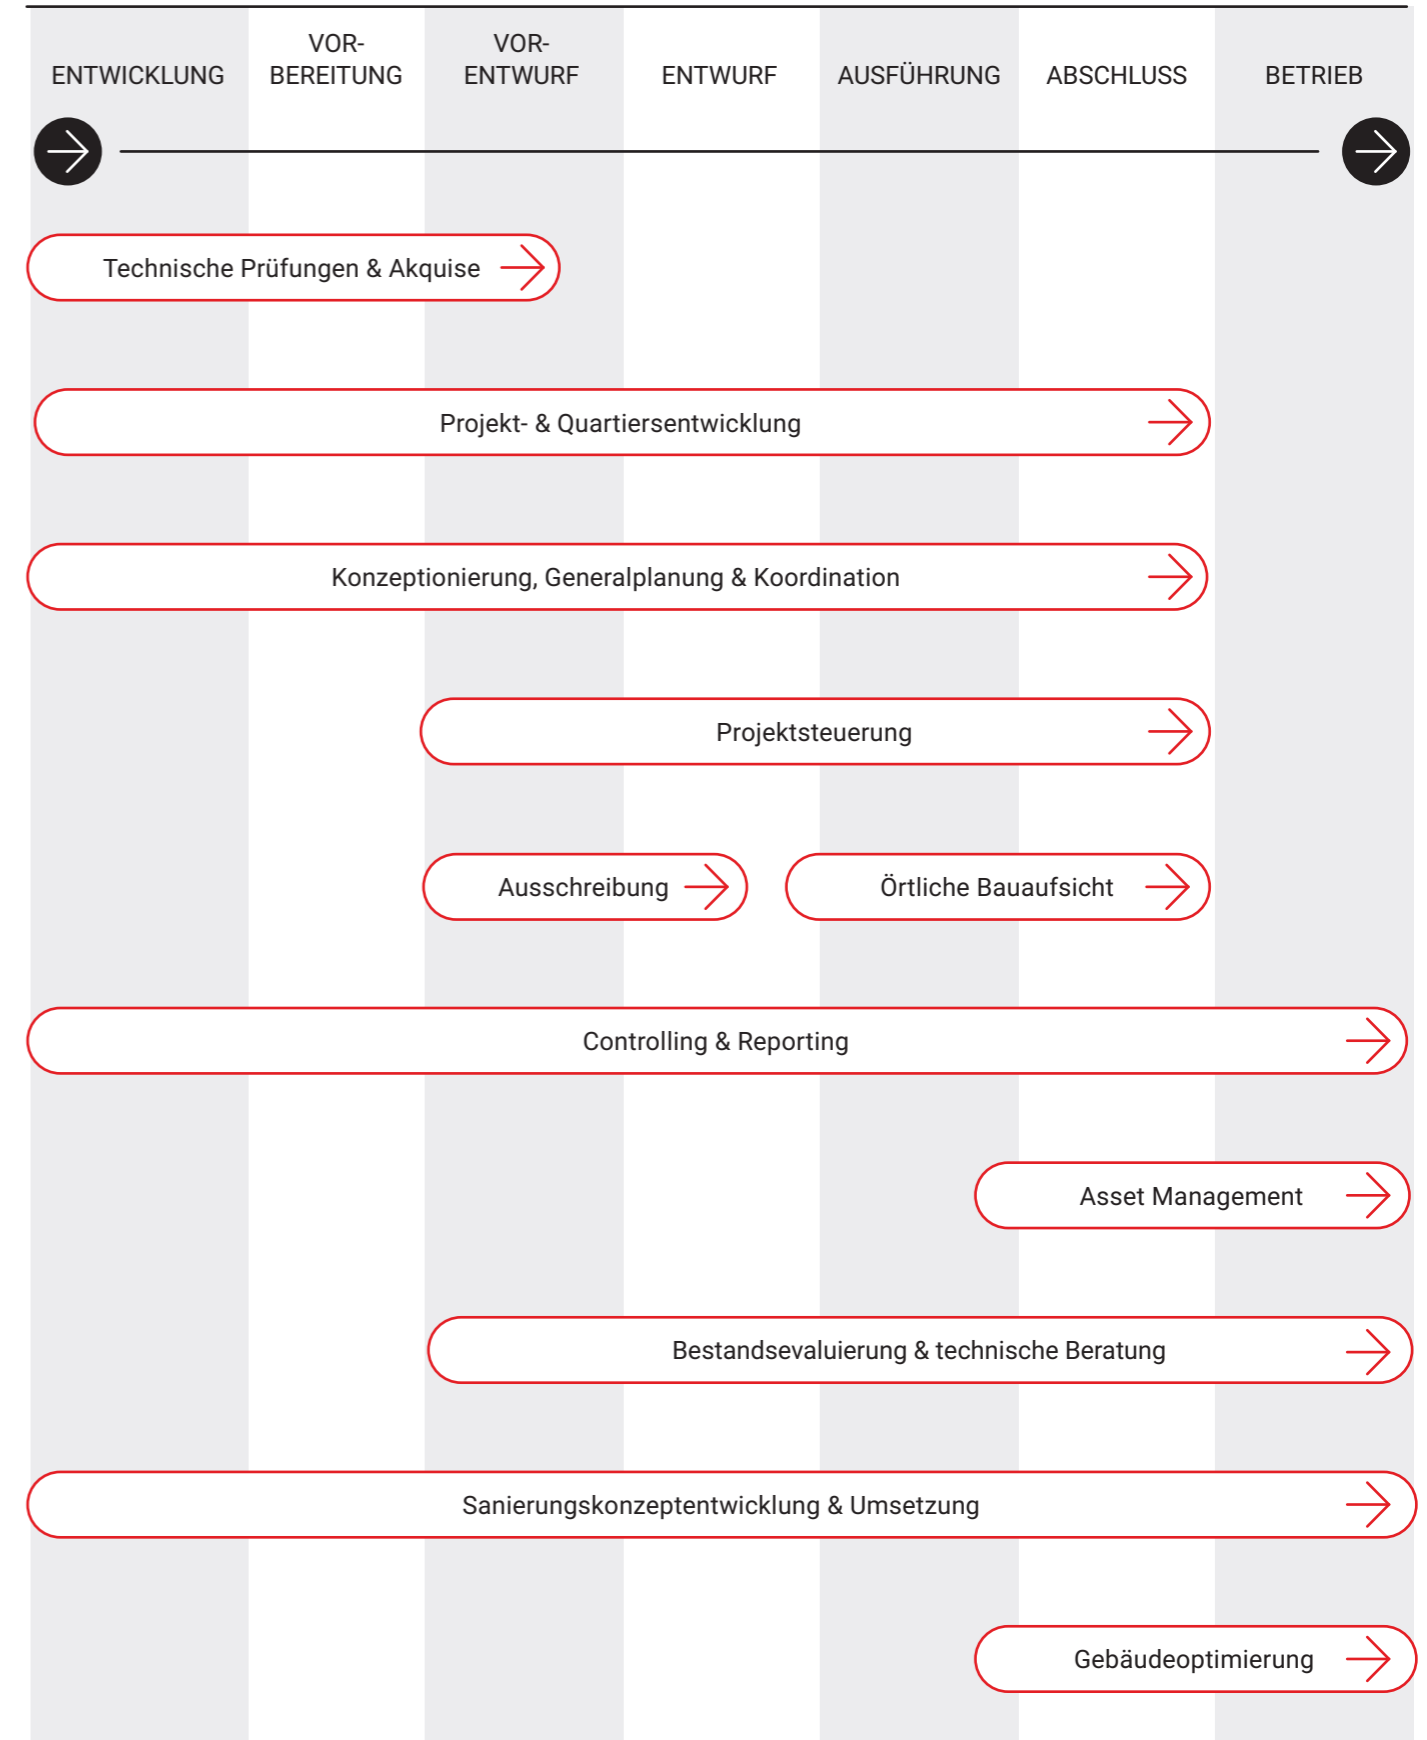 ENTWICKLUNG
VOR-
BEREITUNG
VOR-
ENTWURF
ENTWURF
AUSFÜHRUNG
ABSCHLUSS
BETRIEB
Technische Prüfungen & Akquise
Projekt- & Quartiersentwicklung
Konzeptionierung, Generalplanung & Koordination
Projektsteuerung
Ausschreibung
Örtliche Bauaufsicht
Controlling & Reporting
Asset Management
Bestandsevaluierung & technische Beratung
Sanierungskonzeptentwicklung & Umsetzung
Gebäudeoptimierung